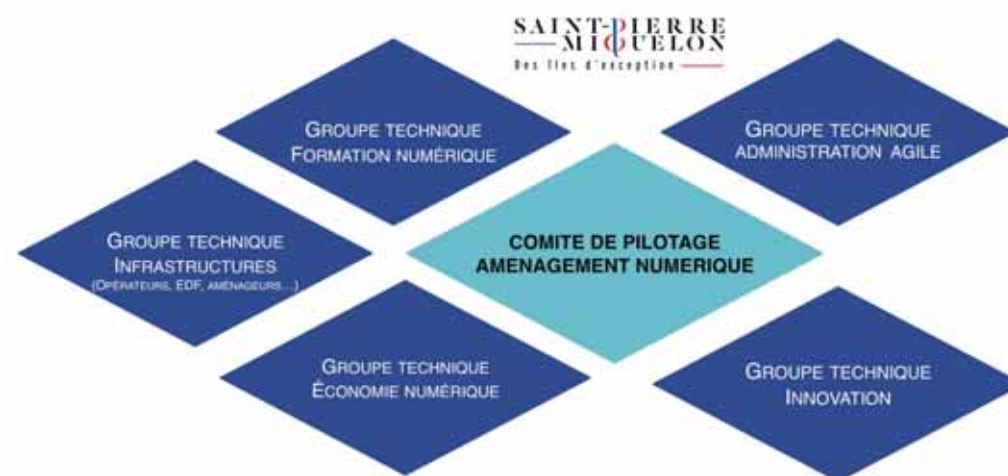 SAINT-PIERRE
MIQUELON
Des îles d'exception
GROUPE TECHNIQUE
FORMATION NUMÉRIQUE
GROUPE TECHNIQUE
ADMINISTRATION AGILE
GROUPE TECHNIQUE
INFRASTRUCTURES
(OPÉRATEURS, EDF, AMÉNAGEURS...)
COMITE DE PILOTAGE
AMENAGEMENT NUMERIQUE
GROUPE TECHNIQUE
ÉCONOMIE NUMÉRIQUE
GROUPE TECHNIQUE
INNOVATION